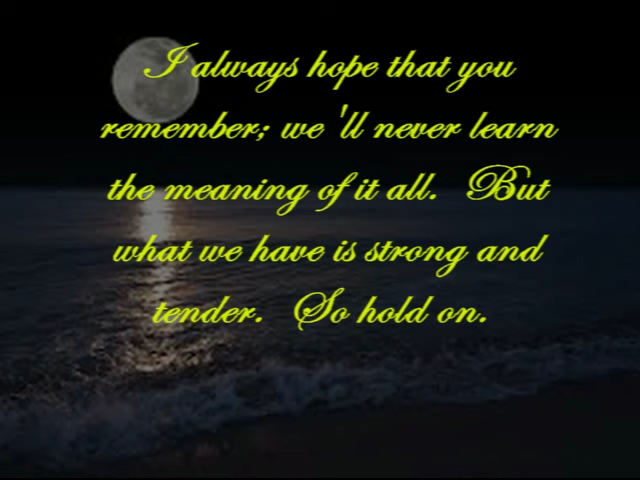 I always hope that you
remember; we'll never learn
the meaning of it all. But
what we have is strong and
tender. So hold on.